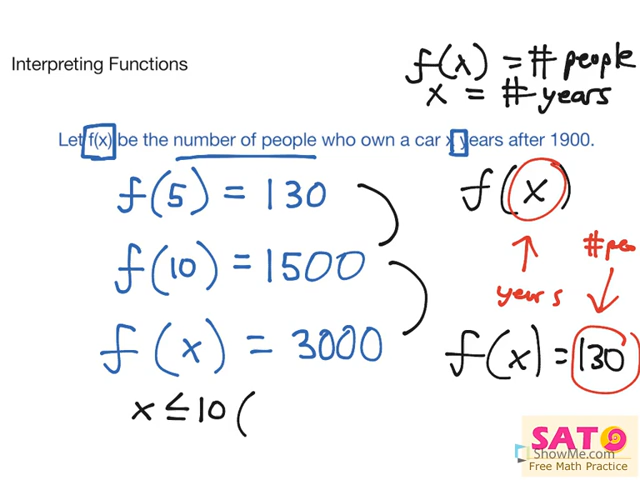 Interpreting Functions
f(x) = # people
x = # years
Let f(x) be the number of people who own a car x years after 1900.
f(5) = 130
f(x)
f(10) = 1500
# peo
years
f(x) = 3000
f(x) = 130
x ≤ 10 (
SAT
ShowMe.com
Free Math Practice